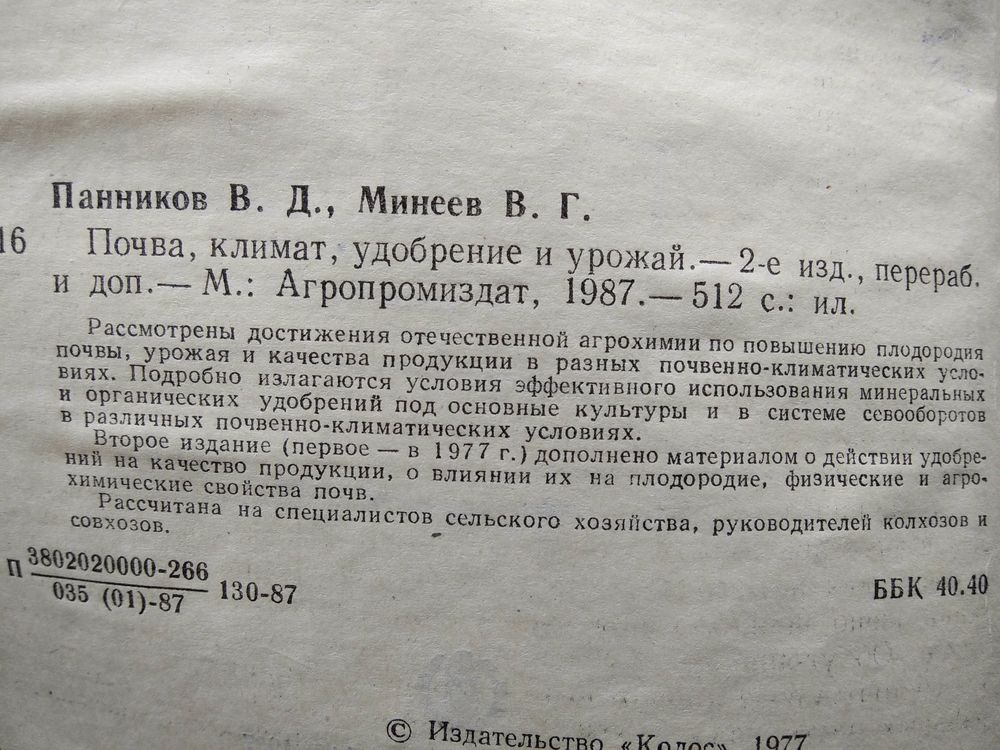 Панников В. Д., Минеев В. Г.
16 Почва, климат, удобрение и урожай.— 2-е изд., перераб.
и доп.— М.: Агропромиздат, 1987.— 512 с.: ил.
Рассмотрены достижения отечественной агрохимии по повышению плодородия
почвы, урожая и качества продукции в разных почвенно-климатических усло-
виях. Подробно излагаются условия эффективного использования минеральных
и органических удобрений под основные культуры и в системе севооборотов
в различных почвенно-климатических условиях.
Второе издание (первое — в 1977 г.) дополнено материалом о действии удобре-
ний на качество продукции, о влиянии их на плодородие, физические и агро-
химические свойства почв.
Рассчитана на специалистов сельского хозяйства, руководителей колхозов и
совхозов.
П 3802020000-266
035 (01)-87 130-87
ББК 40.40
© Издательство «Колос», 1977